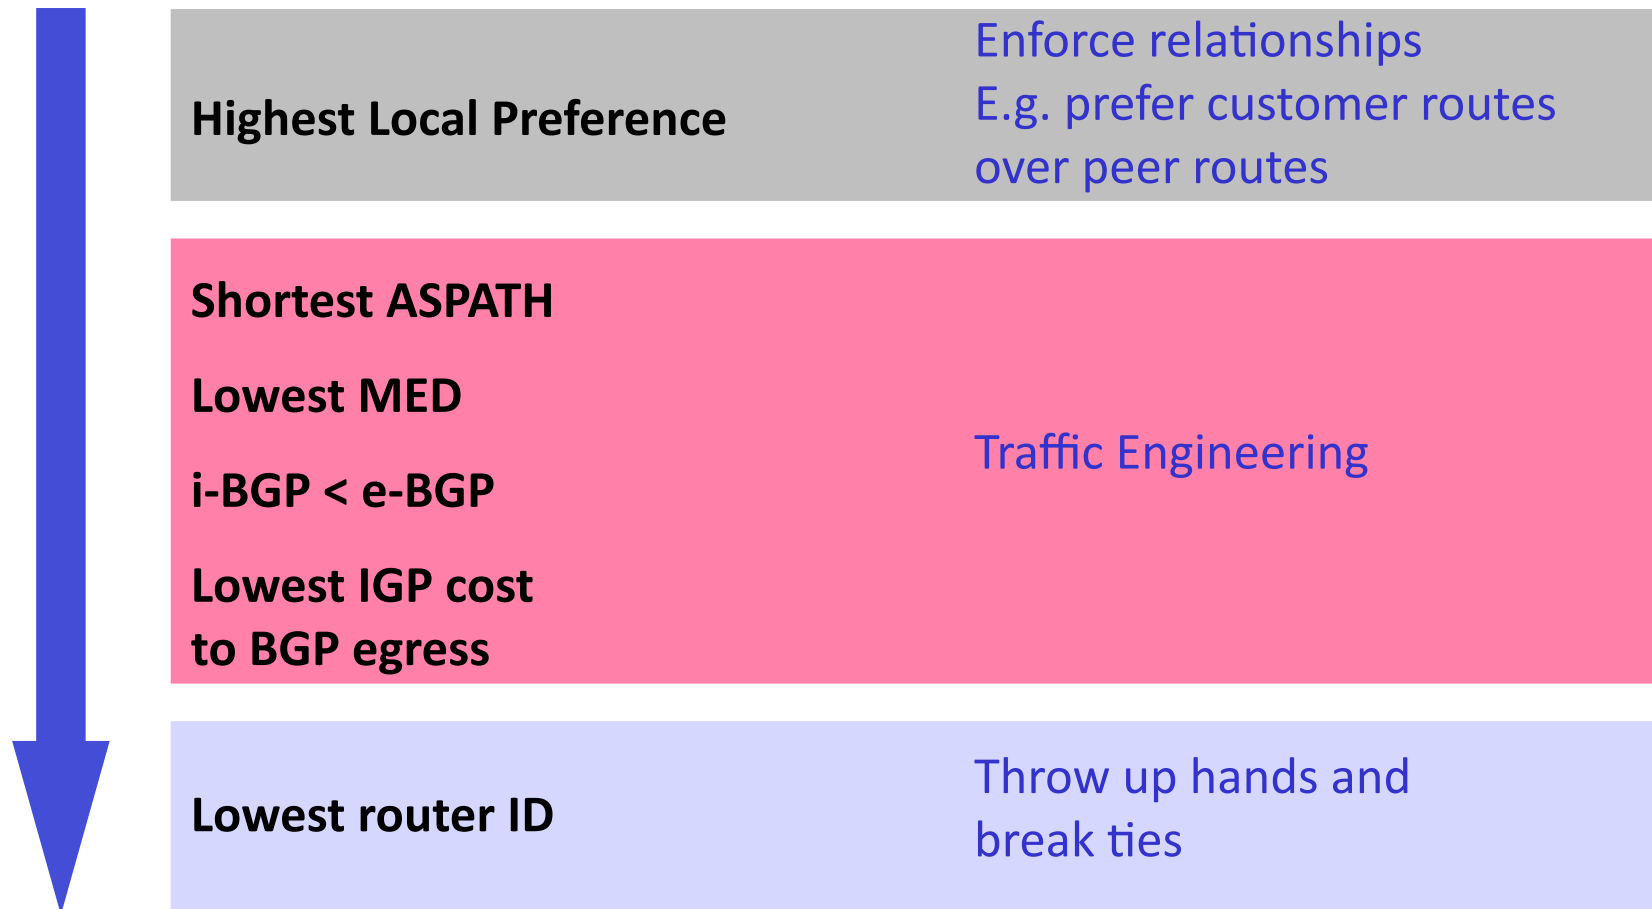 Highest Local Preference
Enforce relationships
E.g. prefer customer routes
over peer routes
Shortest ASPATH
Lowest MED
i-BGP < e-BGP
Lowest IGP cost
to BGP egress
Traffic Engineering
Lowest router ID
Throw up hands and
break ties